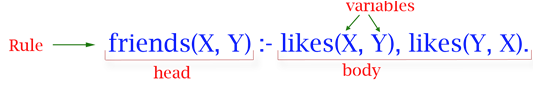 variables
Rule friends(X, Y) :- likes(X, Y), likes(Y, X).
head body